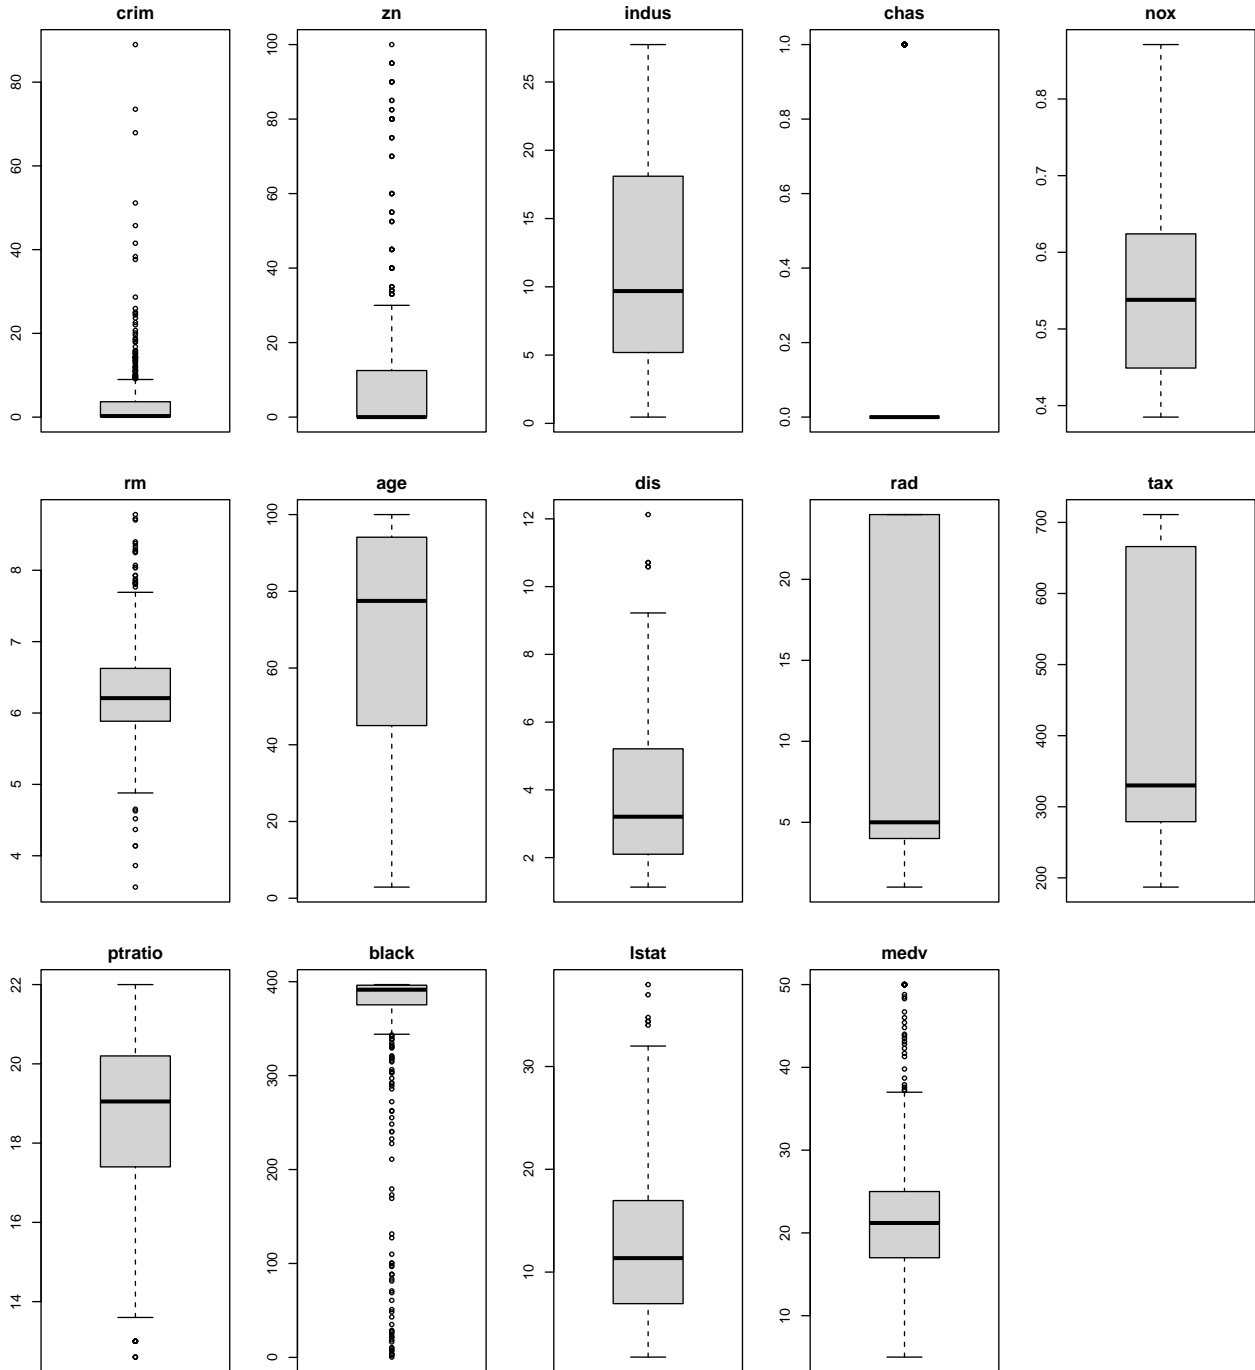 crim zn indus chas nox
0 20 40 60 80
0 20 40 60 80 100
0 5 10 15 20 25
0.0 0.2 0.4 0.6 0.8 1.0
0.4 0.5 0.6 0.7 0.8
rm age dis rad tax
4 5 6 7 8
0 20 40 60 80 100
2 4 6 8 10 12
5 10 15 20
200 300 400 500 600 700
ptratio black lstat medv
14 16 18 20 22
0 100 200 300 400
10 20 30
10 20 30 40 50